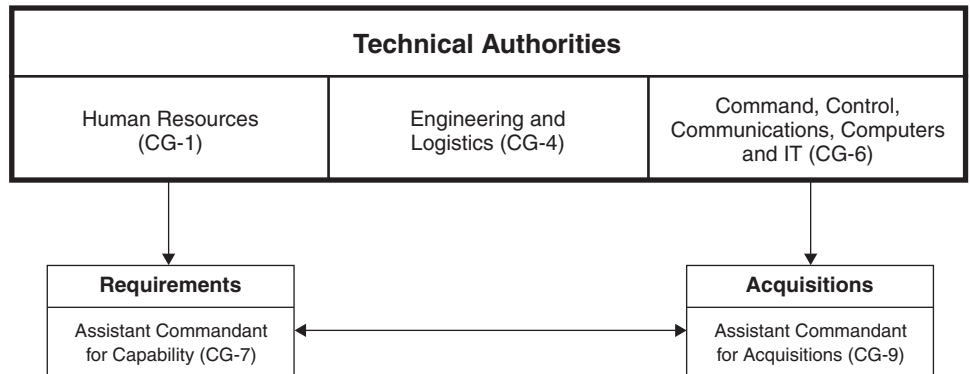 Technical Authorities
Human Resources
(CG-1)
Engineering and
Logistics (CG-4)
Command, Control,
Communications, Computers
and IT (CG-6)
Requirements
Assistant Commandant
for Capability (CG-7)
Acquisitions
Assistant Commandant
for Acquisitions (CG-9)